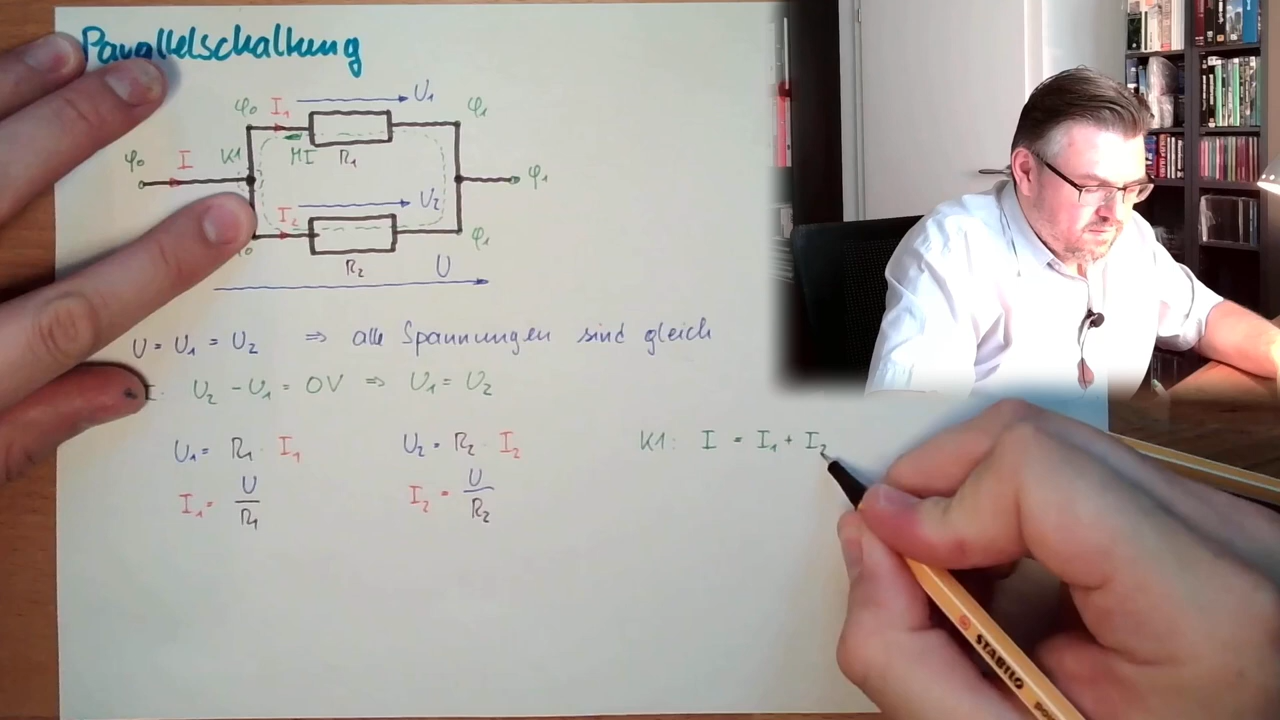 Parallelschaltung
φ0 I1 U1 φ1
φ0 I K1 MI R1 φ1
I2 U2
φ1
R2 U
U = U1 = U2 ⇒ alle Spannungen sind gleich
I: U2 - U1 = 0V ⇒ U1 = U2
U1 = R1 · I1 U2 = R2 · I2 K1: I = I1 + I2
I1 = U/R1 I2 = U/R2
STABILO